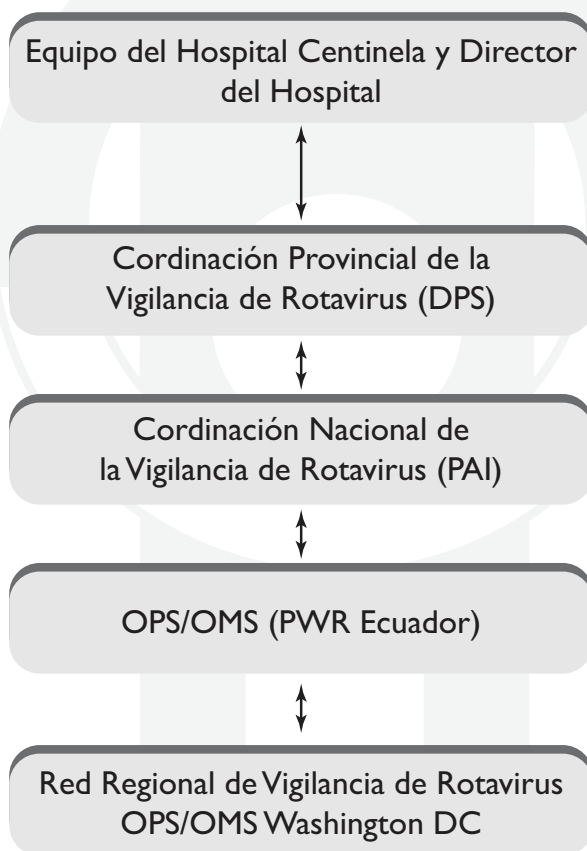 Equipo del Hospital Centinela y Director
del Hospital
Cordinación Provincial de la
Vigilancia de Rotavirus (DPS)
Cordinación Nacional de
la Vigilancia de Rotavirus (PAI)
OPS/OMS (PWR Ecuador)
Red Regional de Vigilancia de Rotavirus
OPS/OMS Washington DC